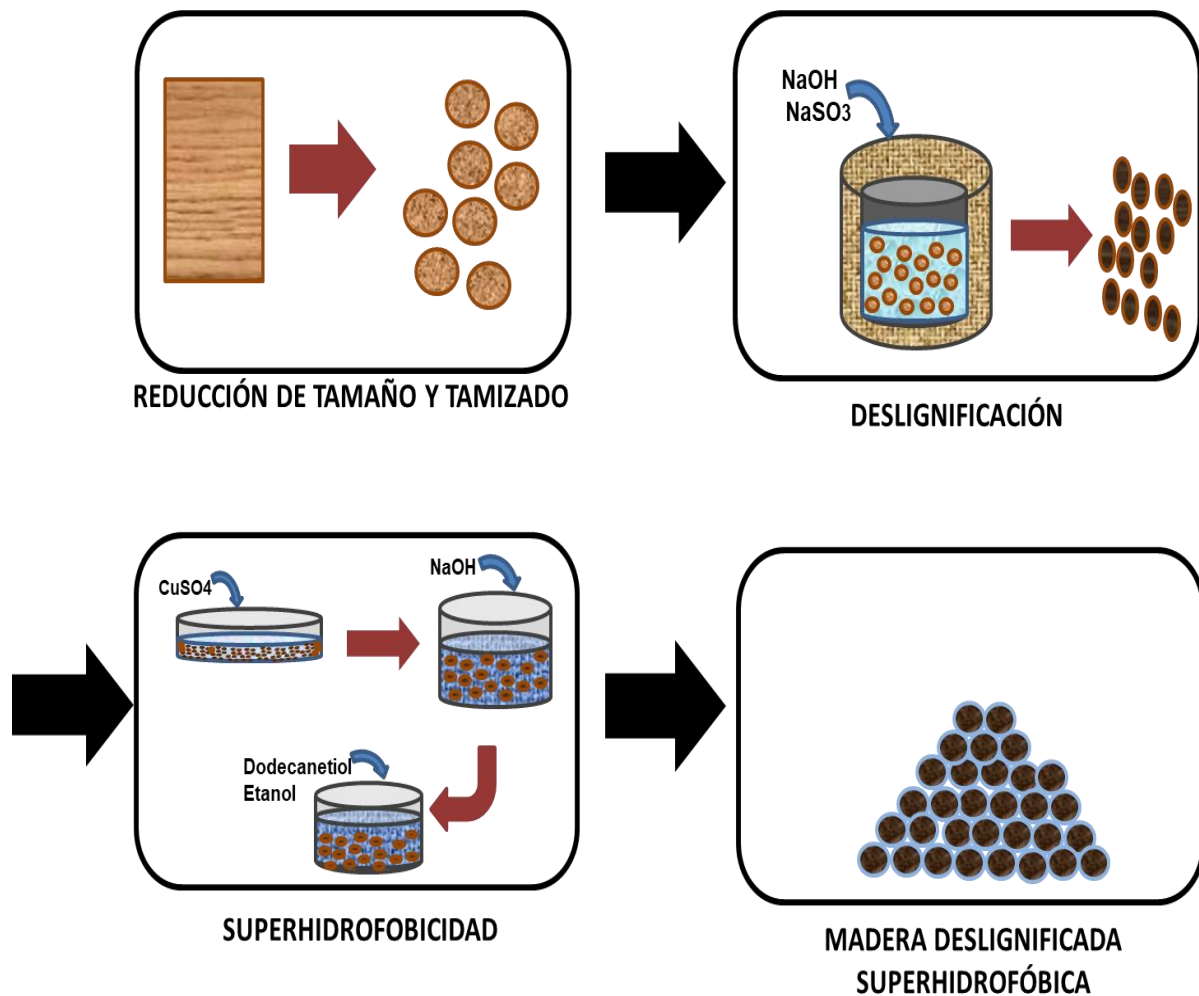 REDUCCIÓN DE TAMAÑO Y TAMIZADO
NaOH
NaSO3
DESLIGNIFICACIÓN
CuSO4
NaOH
Dodecanetiol
Etanol
SUPERHIDROFOBICIDAD
MADERA DESLIGNIFICADA
SUPERHIDROFÓBICA